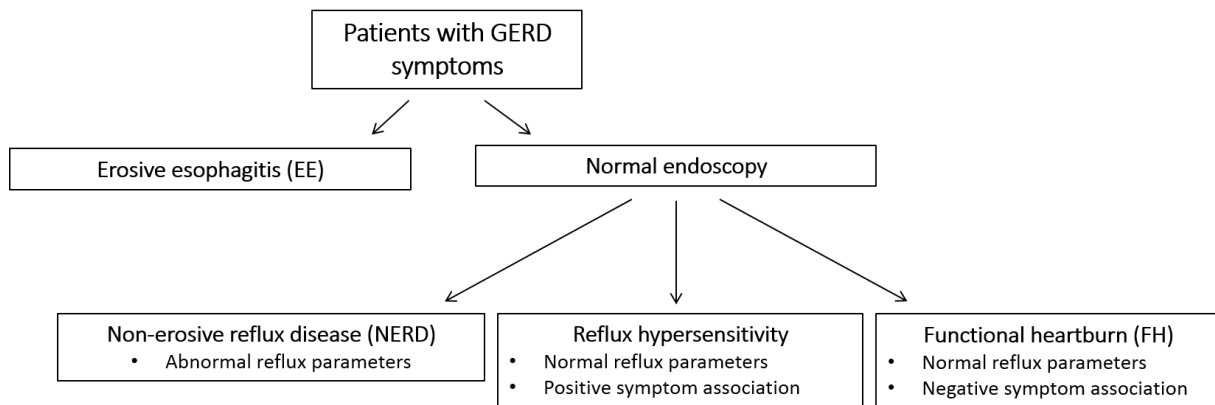 Patients with GERD
symptoms
Erosive esophagitis (EE)
Normal endoscopy
Non-erosive reflux disease (NERD)
• Abnormal reflux parameters
Reflux hypersensitivity
• Normal reflux parameters
• Positive symptom association
Functional heartburn (FH)
• Normal reflux parameters
• Negative symptom association